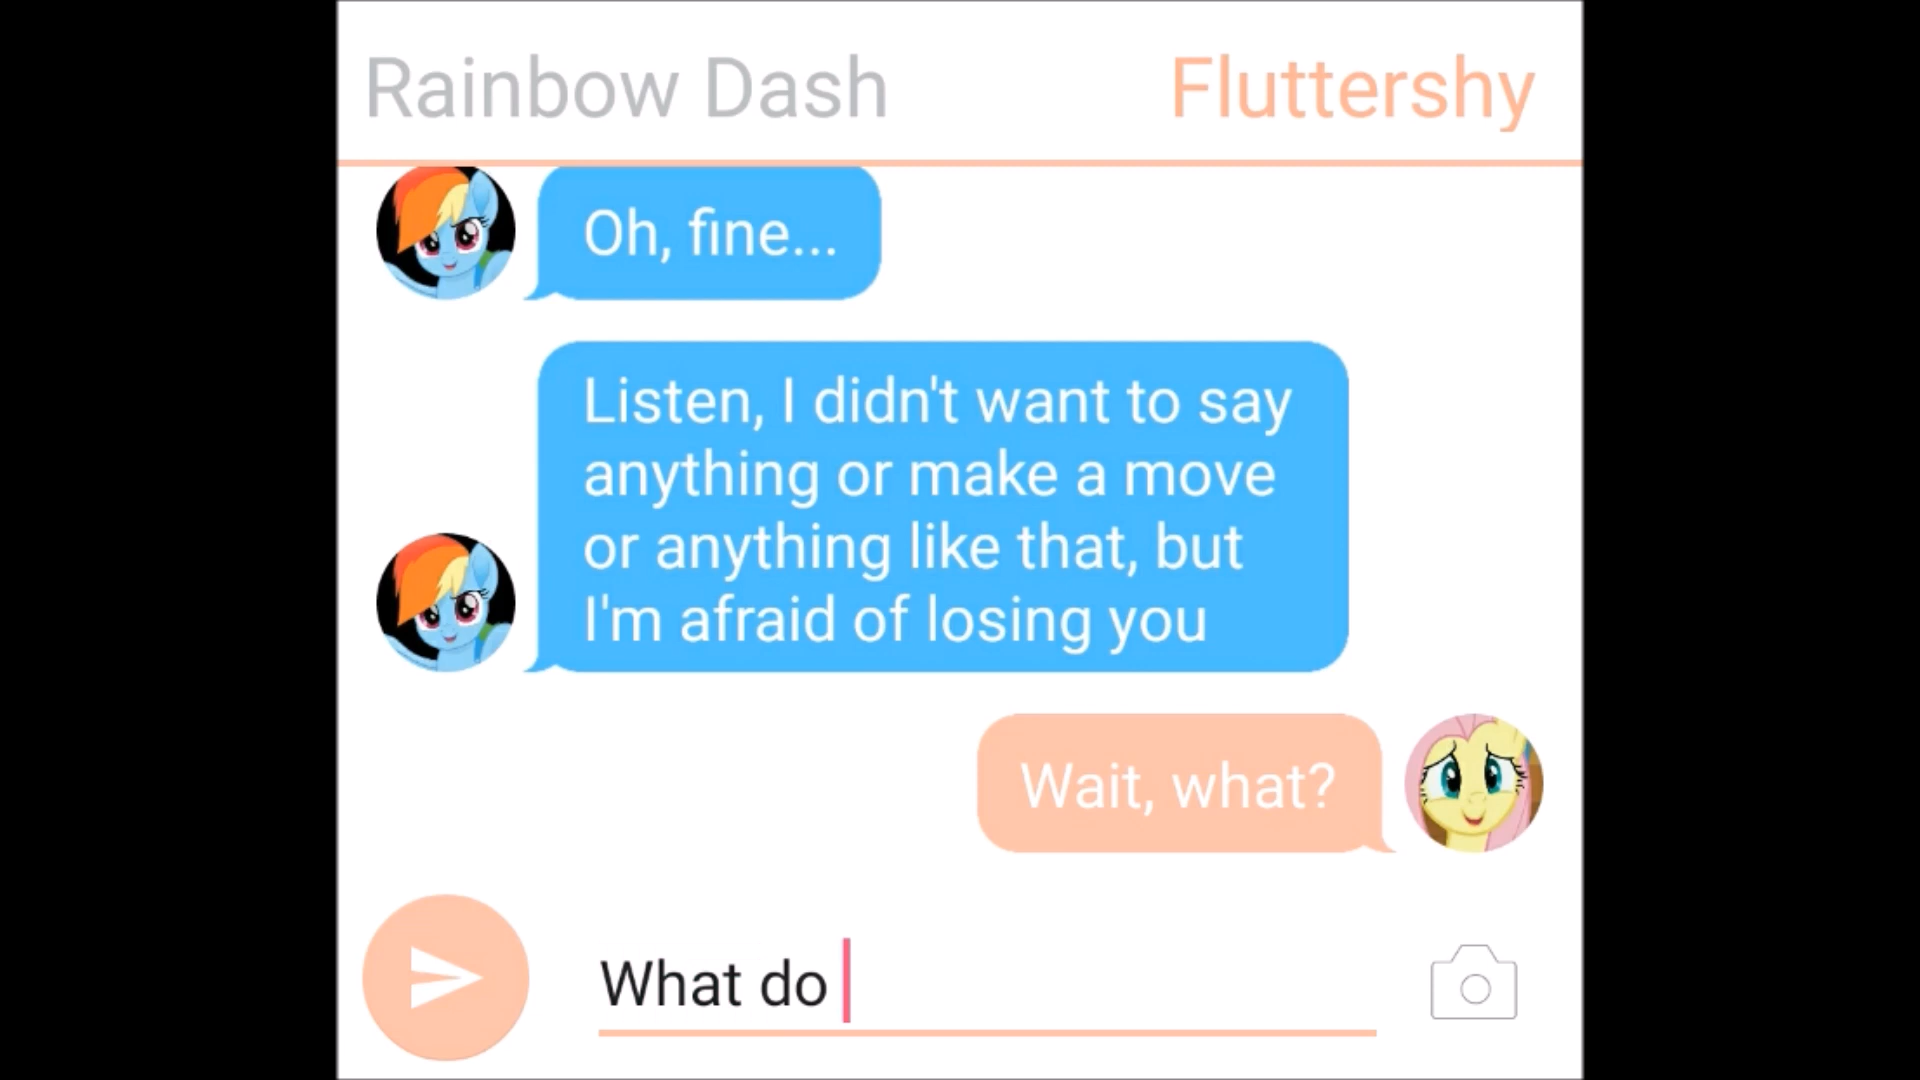 Rainbow Dash
Fluttershy
Oh, fine...
Listen, I didn't want to say
anything or make a move
or anything like that, but
I'm afraid of losing you
Wait, what?
What do